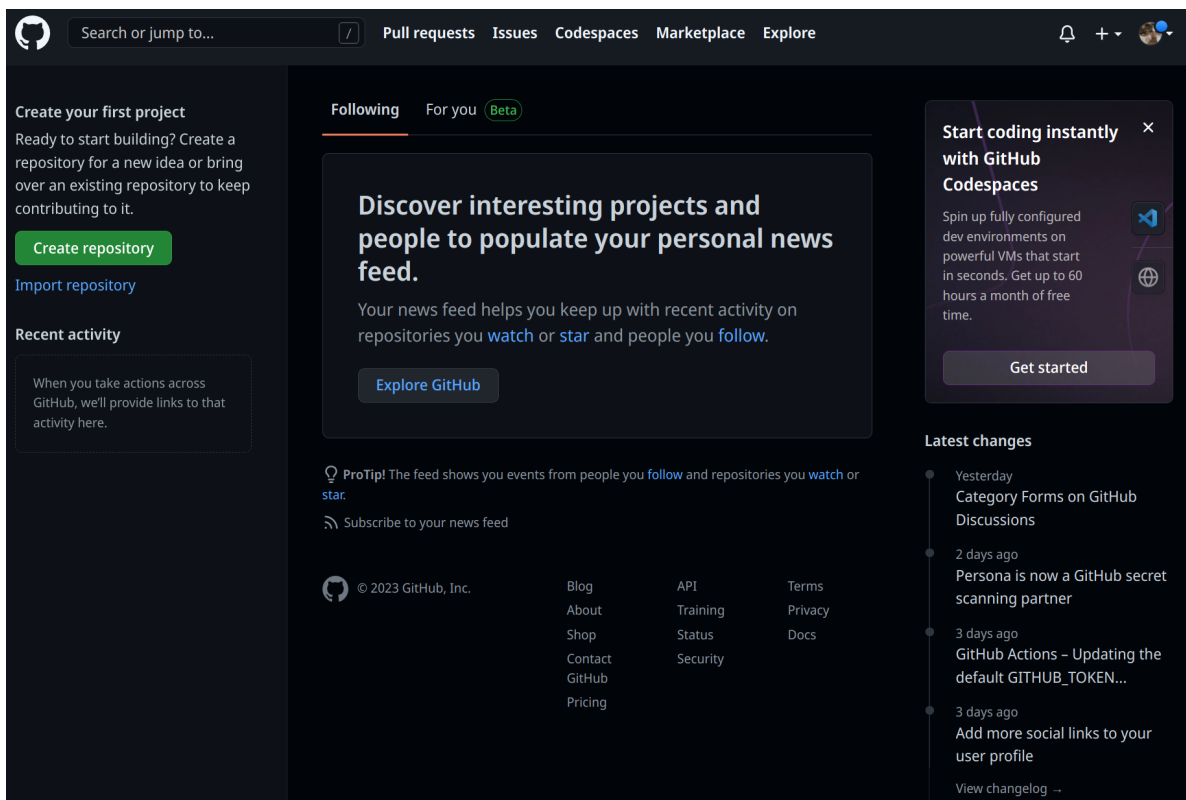 Search or jump to...
/
Pull requests
Issues
Codespaces
Marketplace
Explore
Create your first project
Ready to start building? Create a
repository for a new idea or bring
over an existing repository to keep
contributing to it.
Create repository
Import repository
Recent activity
When you take actions across
GitHub, we'll provide links to that
activity here.
Following
For you
Beta
Discover interesting projects and
people to populate your personal news
feed.
Your news feed helps you keep up with recent activity on
repositories you watch or star and people you follow.
Explore GitHub
ProTip! The feed shows you events from people you follow and repositories you watch or
star.
Subscribe to your news feed
© 2023 GitHub, Inc.
Blog
About
Shop
Contact
GitHub
Pricing
API
Training
Status
Security
Terms
Privacy
Docs
Start coding instantly
with GitHub
Codespaces
Spin up fully configured
dev environments on
powerful VMs that start
in seconds. Get up to 60
hours a month of free
time.
Get started
Latest changes
Yesterday
Category Forms on GitHub
Discussions
2 days ago
Persona is now a GitHub secret
scanning partner
3 days ago
GitHub Actions – Updating the
default GITHUB_TOKEN...
3 days ago
Add more social links to your
user profile
View changelog →